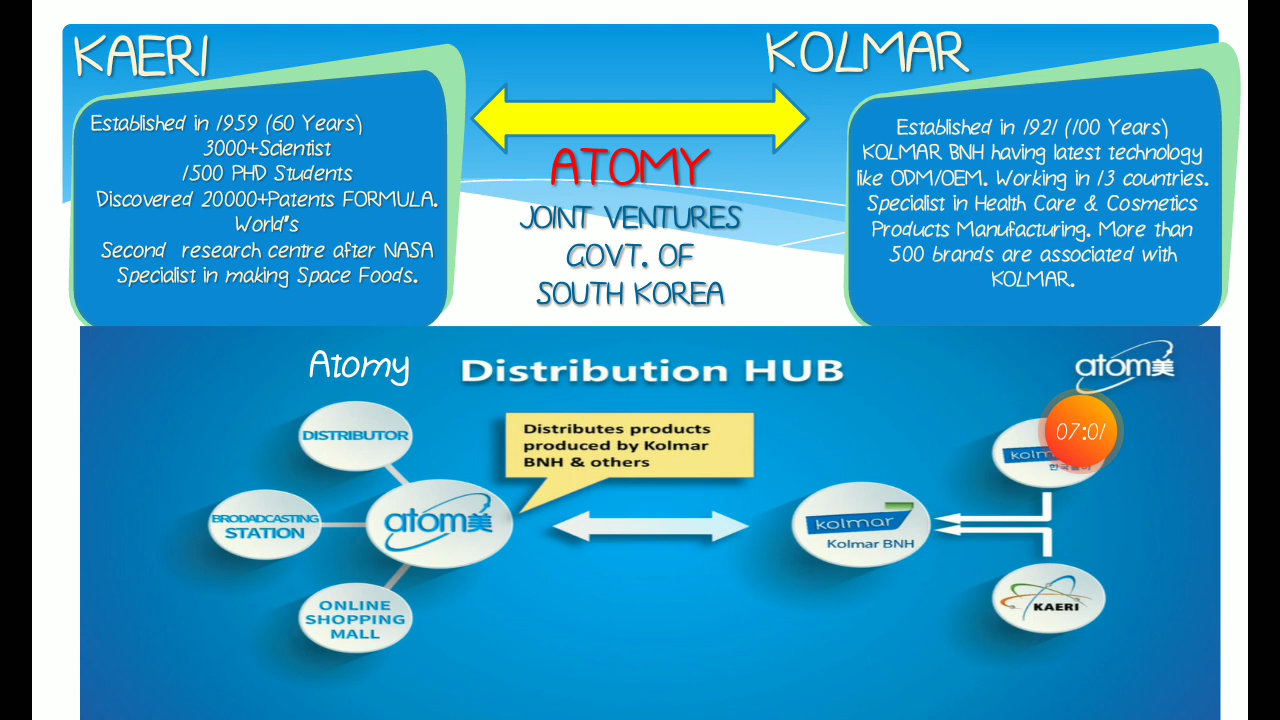 KAERI
Established in 1959 (60 Years)
3000+Scientist
1500 PHD Students
Discovered 20000+Patents FORMULA.
World"s
Second research centre after NASA
Specialist in making Space Foods.
ATOMY
JOINT VENTURES
GOVT. OF
SOUTH KOREA
KOLMAR
Established in 1921 (100 Years)
KOLMAR BNH having latest technology
like ODM/OEM. Working in 13 countries.
Specialist in Health Care & Cosmetics
Products Manufacturing. More than
500 brands are associated with
KOLMAR.
Atomy
Distribution HUB
atom美
DISTRIBUTOR
Distributes products
produced by Kolmar
BNH & others
07:01
BRODADCASTING
STATION
atom美
kolmar
Kolmar BNH
ONLINE
SHOPPING
MALL
KAERI